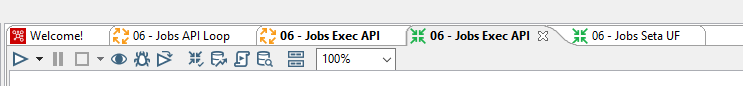 Welcome! 06 - Jobs API Loop 06 - Jobs Exec API 06 - Jobs Exec API 06 - Jobs Seta UF
100%